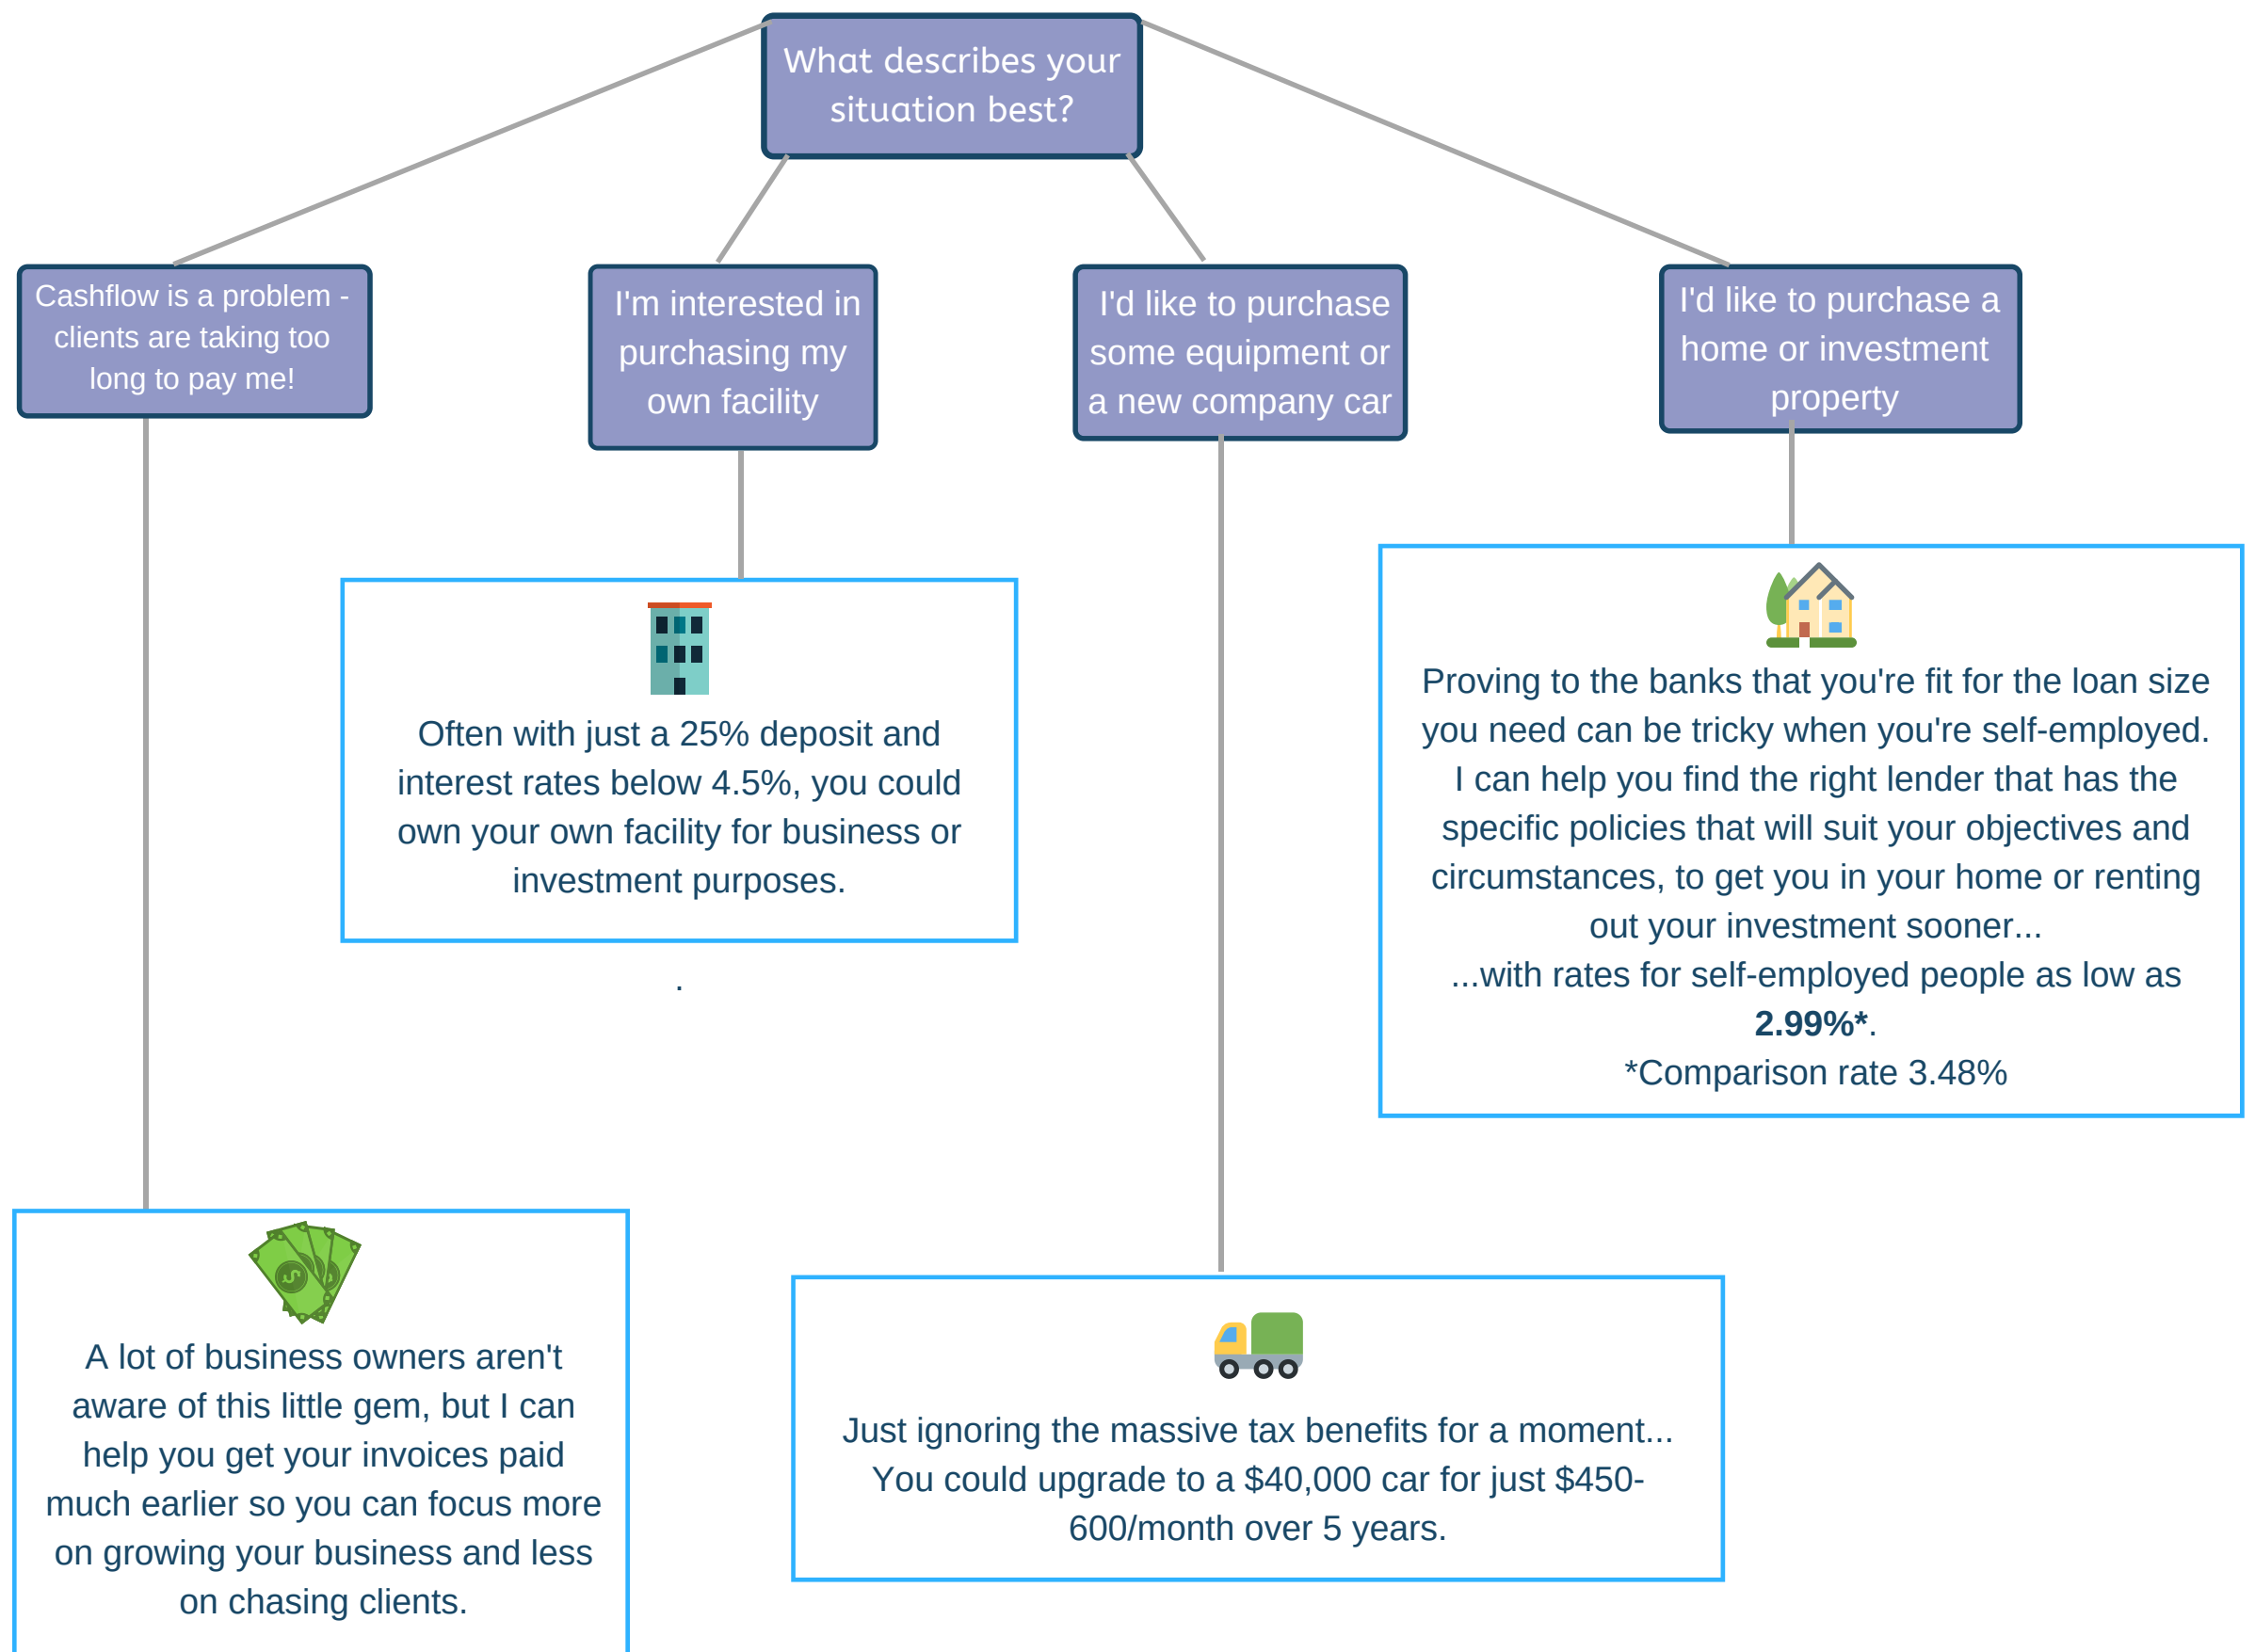 What describes your
situation best?
Cashflow is a problem -
clients are taking too
long to pay me!
I'm interested in
purchasing my
own facility
I'd like to purchase
some equipment or
a new company car
I'd like to purchase a
home or investment
property
Often with just a 25% deposit and
interest rates below 4.5%, you could
own your own facility for business or
investment purposes.
.
Proving to the banks that you're fit for the loan size
you need can be tricky when you're self-employed.
I can help you find the right lender that has the
specific policies that will suit your objectives and
circumstances, to get you in your home or renting
out your investment sooner...
...with rates for self-employed people as low as
2.99%*.
*Comparison rate 3.48%
A lot of business owners aren't
aware of this little gem, but I can
help you get your invoices paid
much earlier so you can focus more
on growing your business and less
on chasing clients.
Just ignoring the massive tax benefits for a moment...
You could upgrade to a $40,000 car for just $450-
600/month over 5 years.